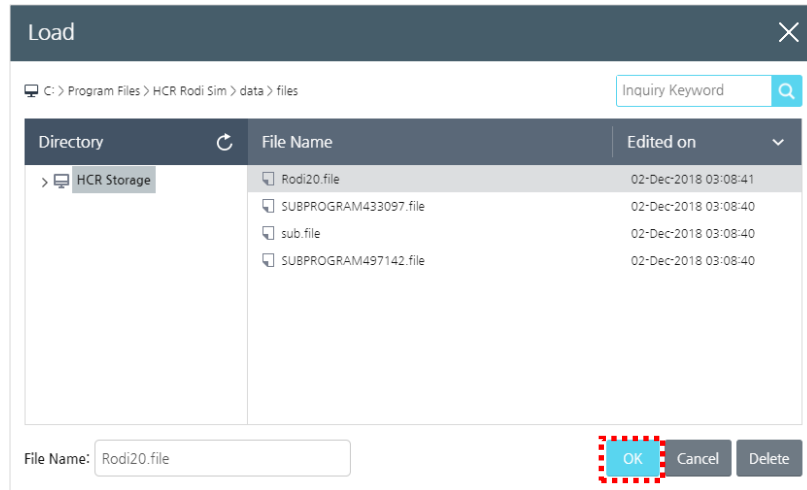 Load
C: > Program Files > HCR Rodi Sim > data > files
Inquiry Keyword
Directory File Name Edited on
HCR Storage
Rodi20.file 02-Dec-2018 03:08:41
SUBPROGRAM433097.file 02-Dec-2018 03:08:40
sub.file 02-Dec-2018 03:08:40
SUBPROGRAM497142.file 02-Dec-2018 03:08:40
File Name: Rodi20.file OK Cancel Delete